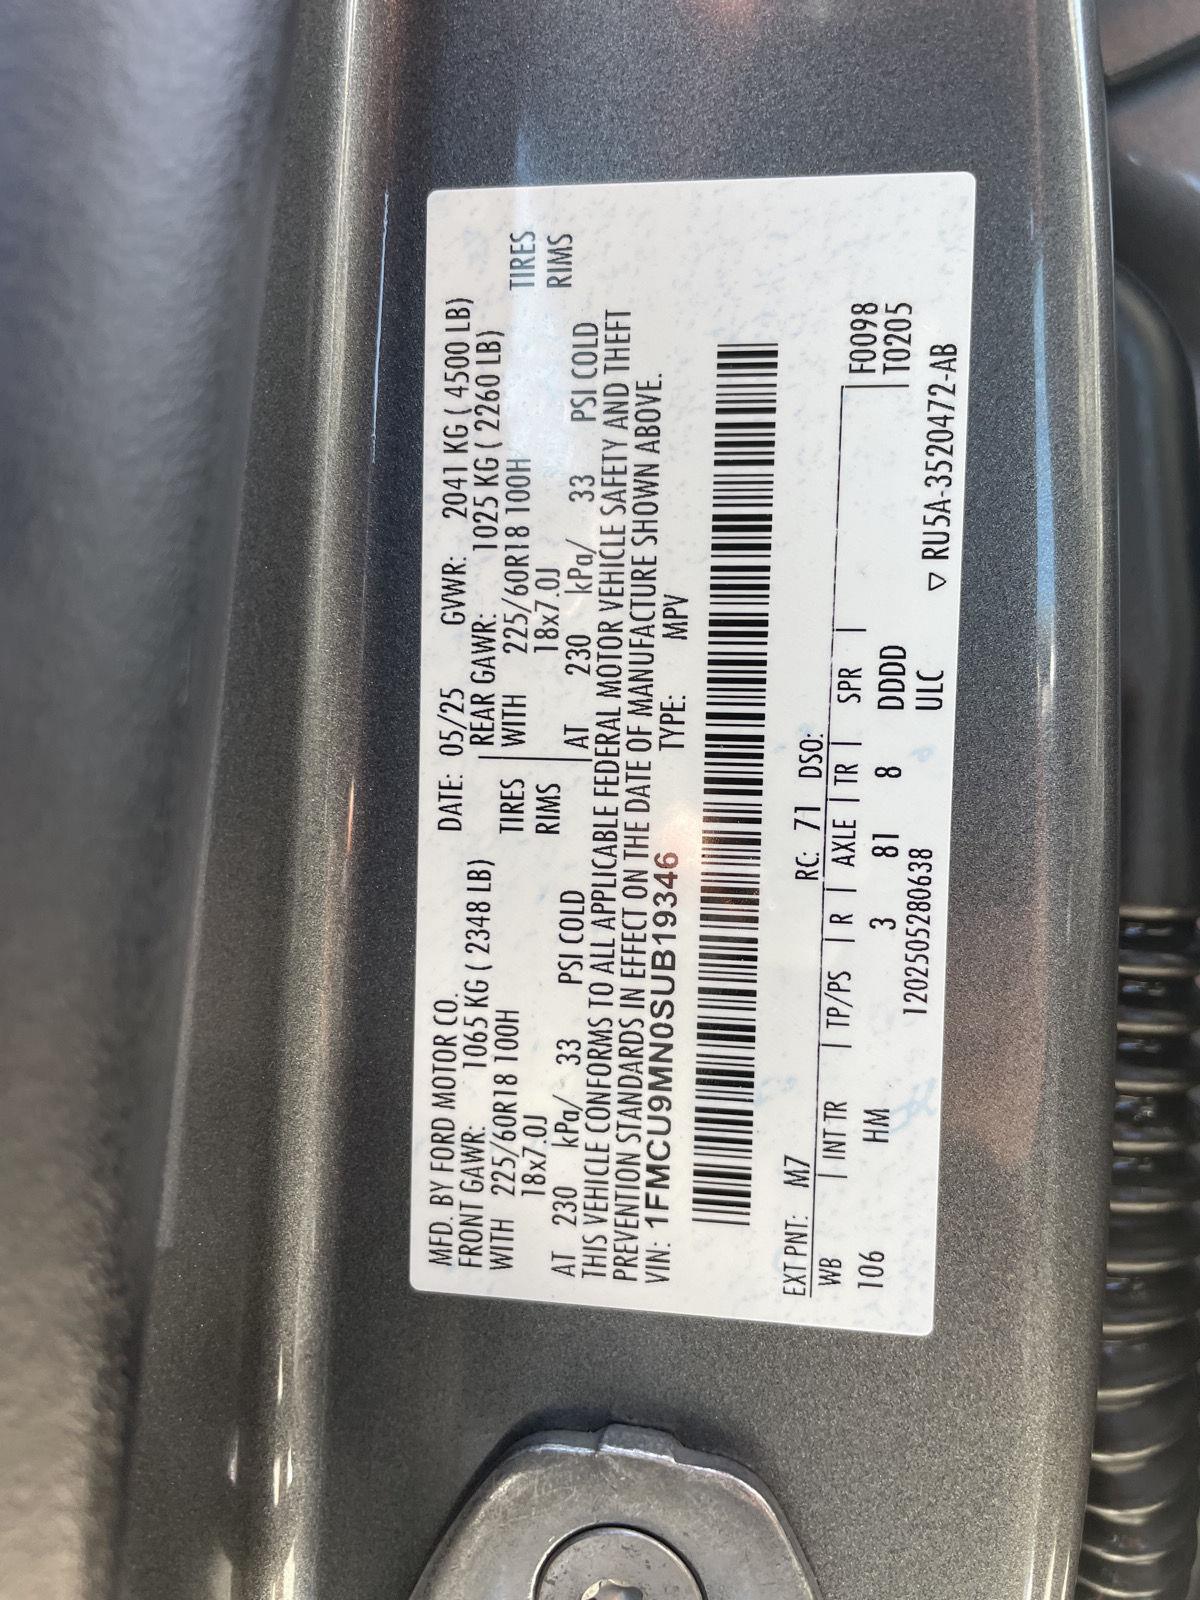 MFD. BY FORD MOTOR CO. DATE: 05/25 GVWR: 2041 KG ( 4500 LB)
FRONT GAWR: 1065 KG ( 2348 LB) REAR GAWR: 1025 KG ( 2260 LB)
WITH 225/60R18 100H TIRES WITH 225/60R18 100H TIRES
18x7.0J RIMS 18x7.0J RIMS
AT 230 kPa/ 33 PSI COLD AT 230 kPa/ 33 PSI COLD
THIS VEHICLE CONFORMS TO ALL APPLICABLE FEDERAL MOTOR VEHICLE SAFETY AND THEFT
PREVENTION STANDARDS IN EFFECT ON THE DATE OF MANUFACTURE SHOWN ABOVE.
VIN: 1FMCU9MN0SUB19346 TYPE: MPV
EXT PNT: M7 RC: 71 DSO:
WB INT TR TP/PS R AXLE TR SPR F0098
106 HM 3 81 8 DDDD T0205
1202505280638 ULC ▽ RU5A-3520472-AB